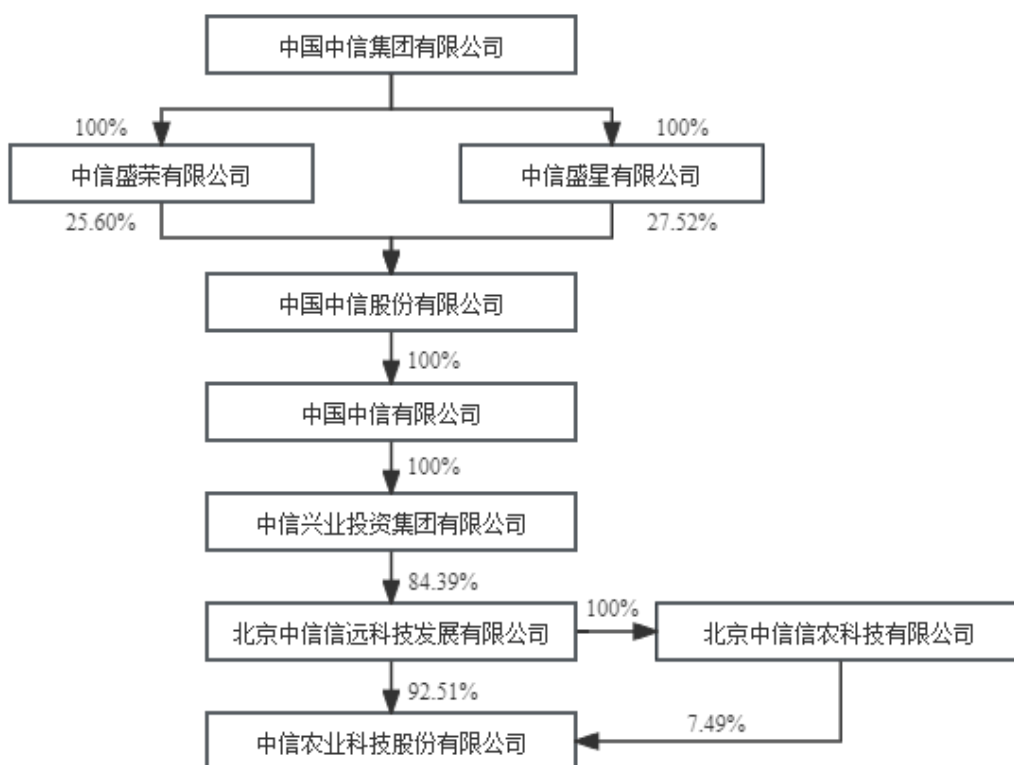 中国中信集团有限公司
100%
100%
中信盛荣有限公司
中信盛星有限公司
25.60%
27.52%
中国中信股份有限公司
100%
中国中信有限公司
100%
中信兴业投资集团有限公司
84.39%
北京中信信远科技发展有限公司
100%
北京中信信农科技有限公司
92.51%
7.49%
中信农业科技股份有限公司